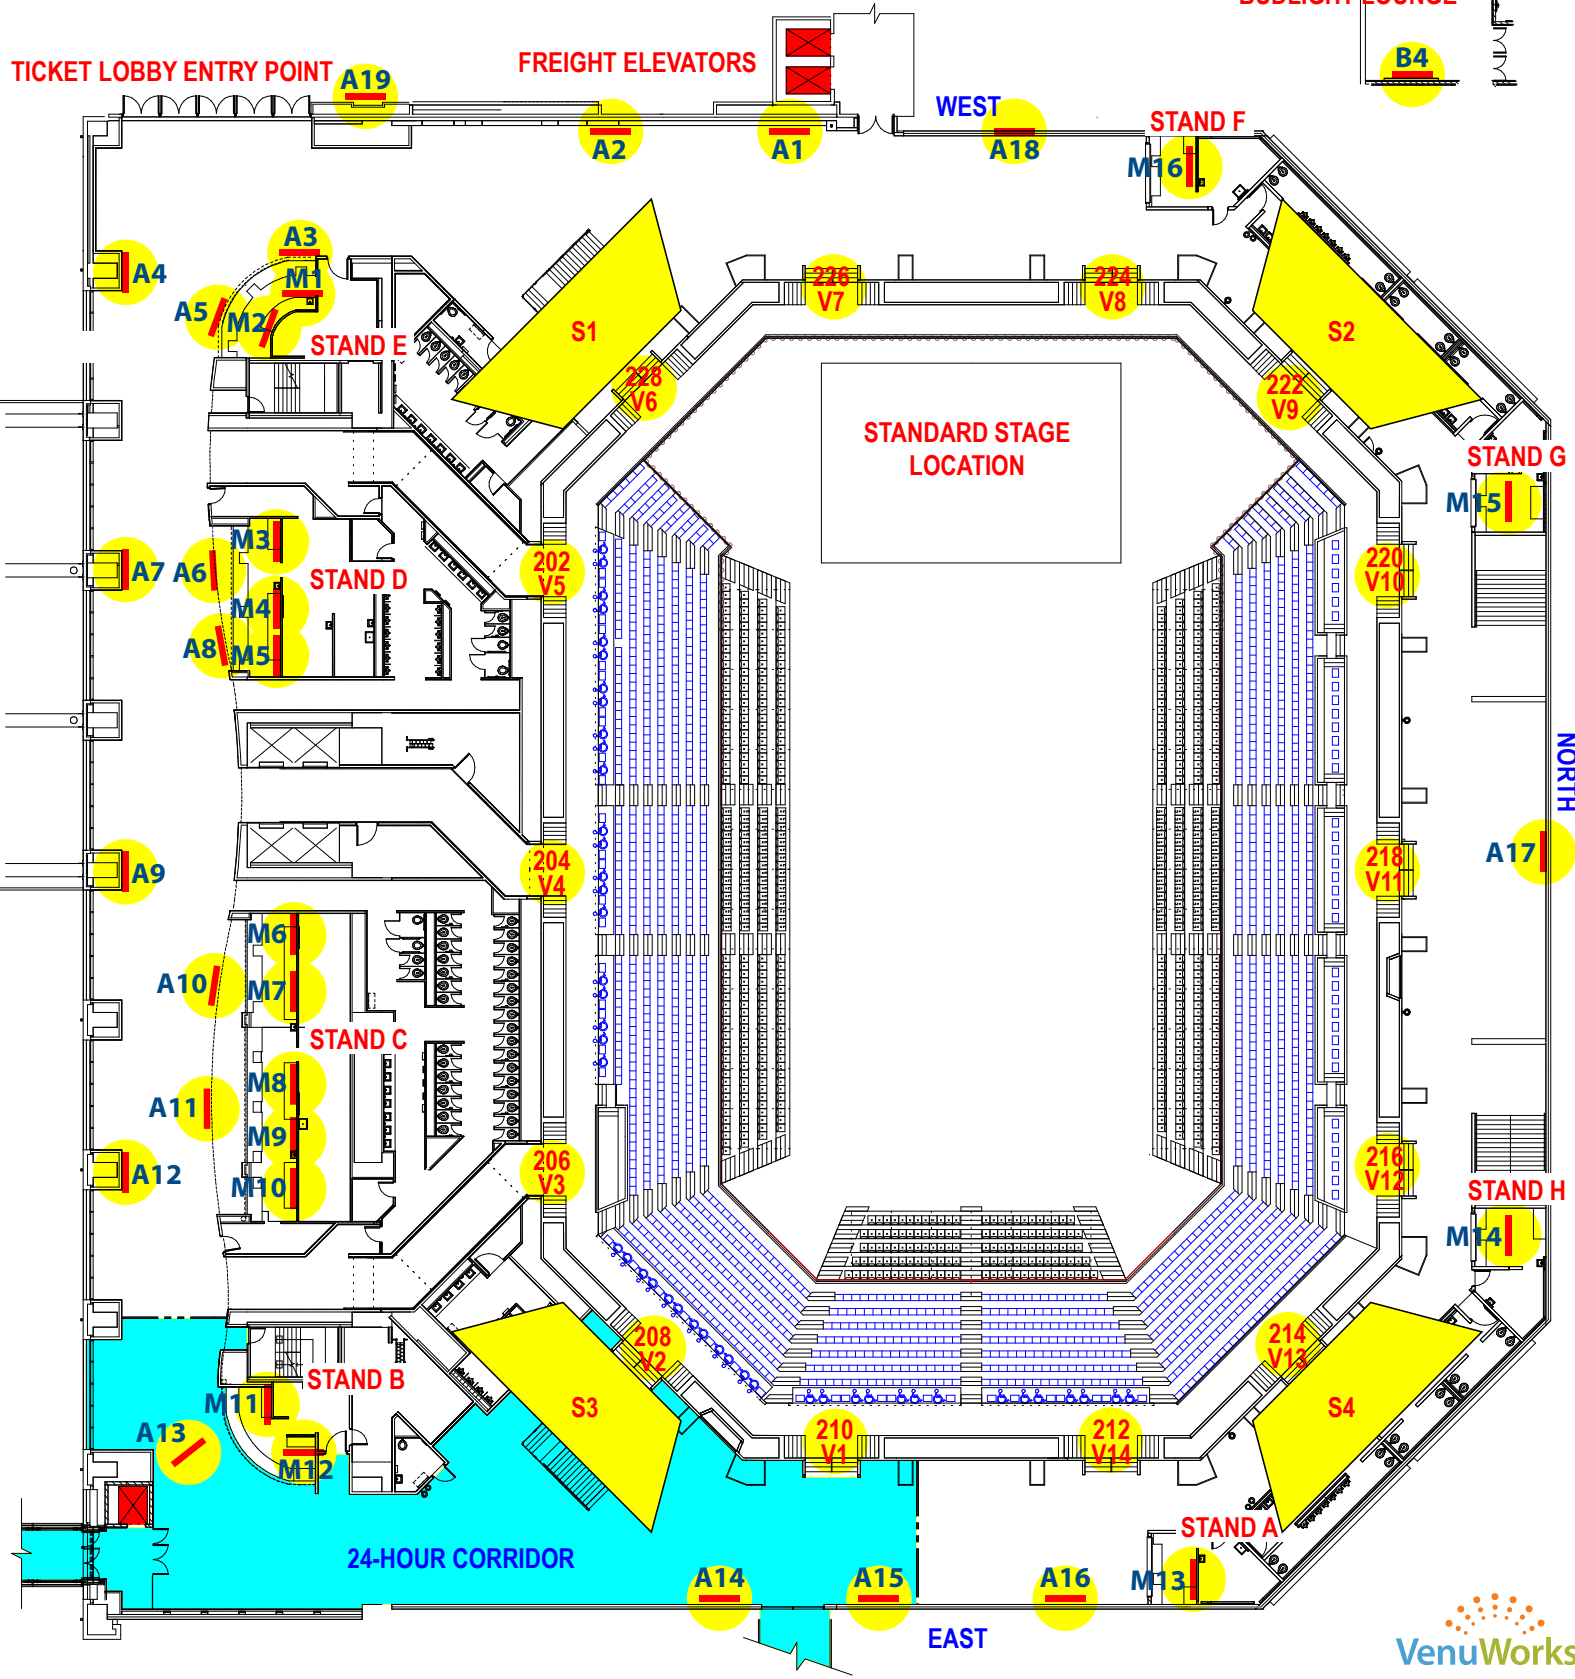 BUDLIGHT LOUNGE
B4
TICKET LOBBY ENTRY POINT
A19
FREIGHT ELEVATORS
WEST
A2
A1
A18
STAND F
M16
A3
A4
M1
A5
M2
STAND E
226
V7
224
V8
S1
S2
228
V6
222
V9
STANDARD STAGE
LOCATION
STAND G
M15
M3
A7
A6
STAND D
202
V5
220
V10
M4
A8
M5
NORTH
A17
A9
204
V4
218
V11
M6
A10
M7
STAND C
M8
A11
M9
A12
M10
206
V3
216
V12
STAND H
M14
208
V2
214
V13
STAND B
M11
A13
M12
S3
S4
210
V1
212
V14
STAND A
24-HOUR CORRIDOR
A14
A15
A16
M13
EAST
VenuWorks